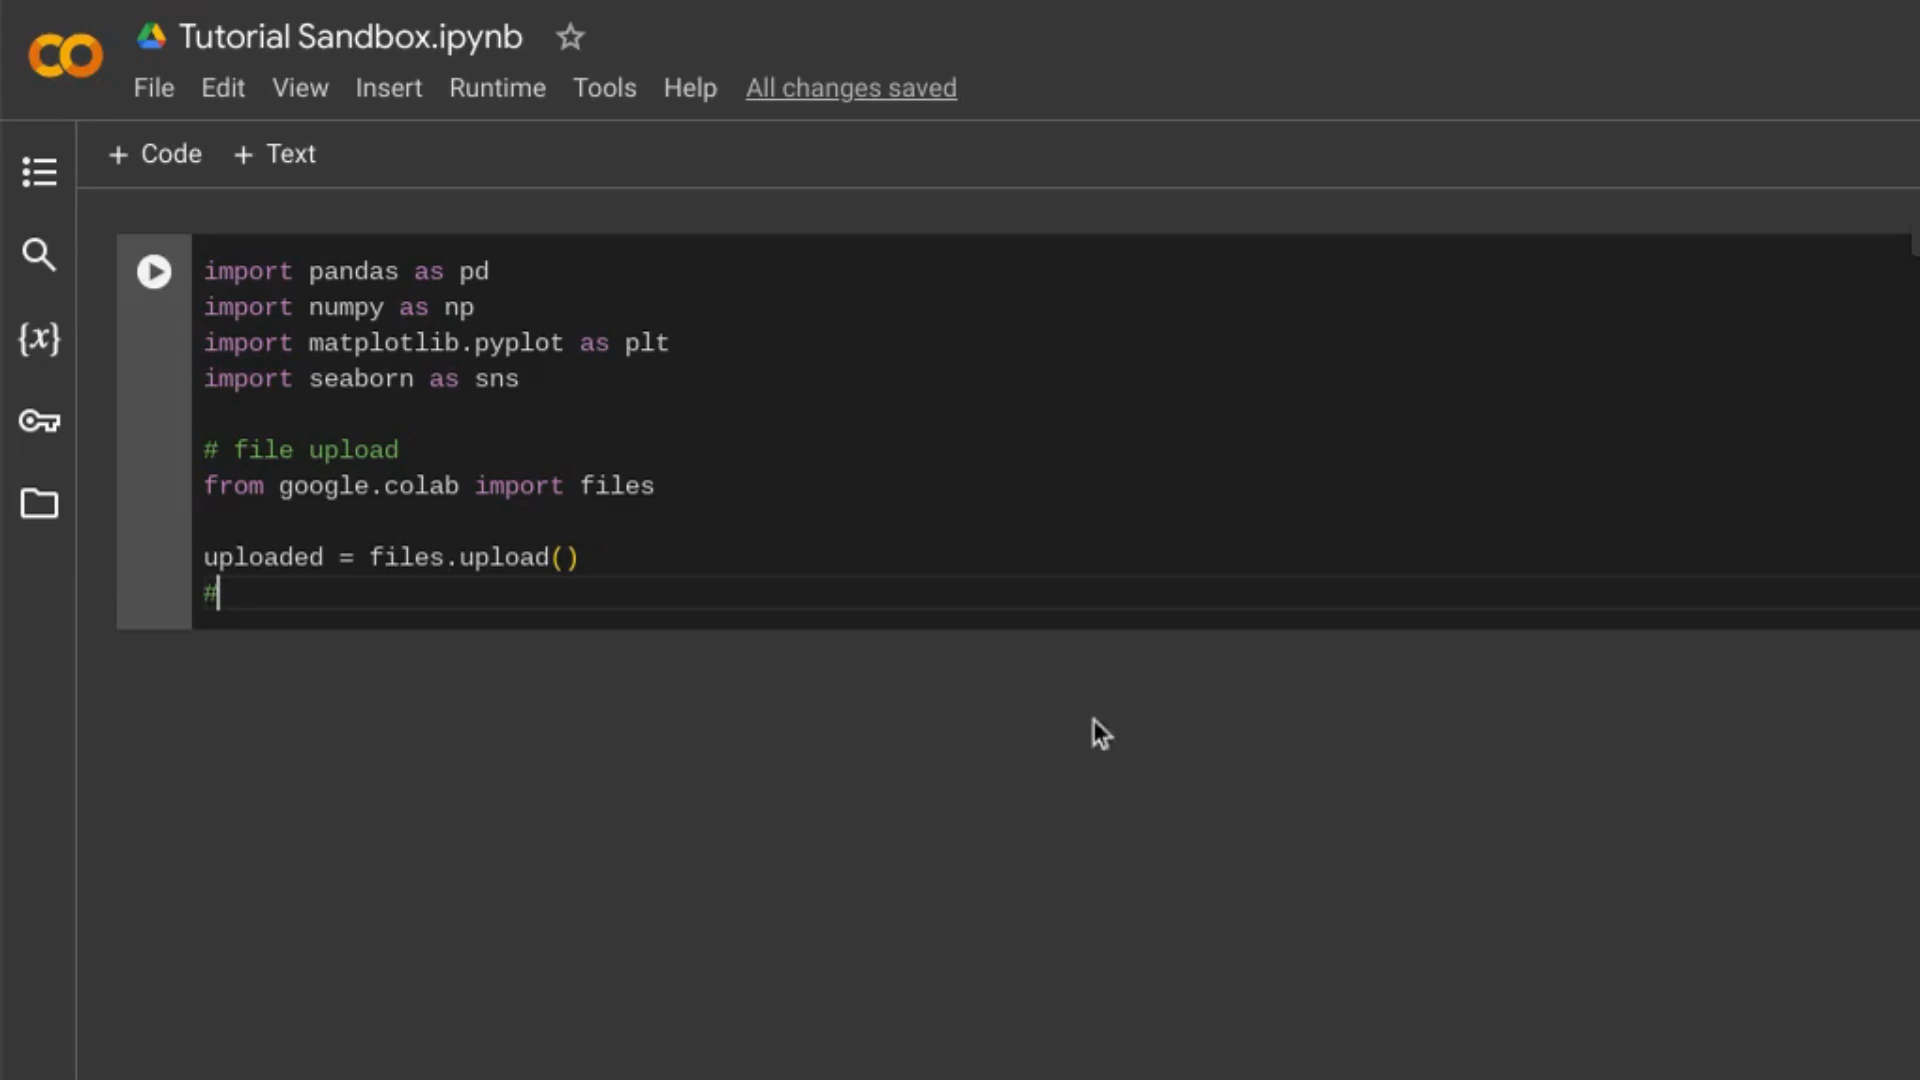 Tutorial Sandbox.ipynb
File Edit View Insert Runtime Tools Help All changes saved
+ Code + Text
{x}
import pandas as pd
import numpy as np
import matplotlib.pyplot as plt
import seaborn as sns
# file upload
from google.colab import files
uploaded = files.upload()
#